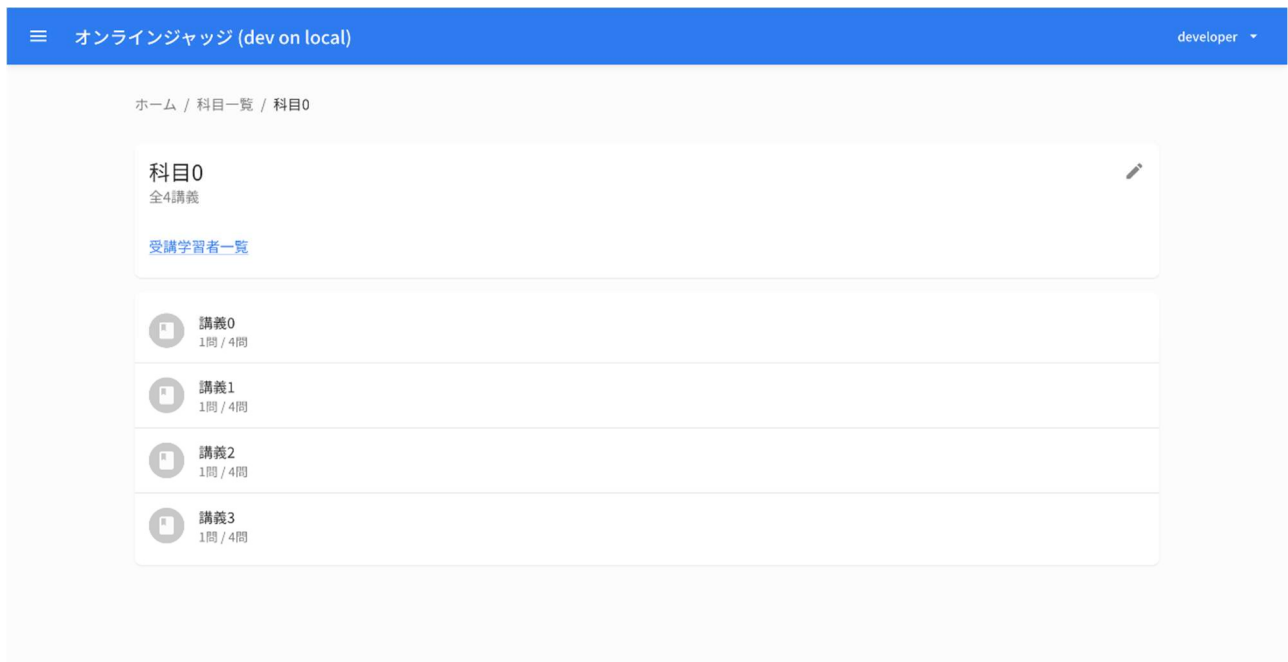 オンラインジャッジ (dev on local)
developer
ホーム / 科目一覧 / 科目0
科目0
全4講義
受講学習者一覧
講義0
1問 / 4問
講義1
1問 / 4問
講義2
1問 / 4問
講義3
1問 / 4問